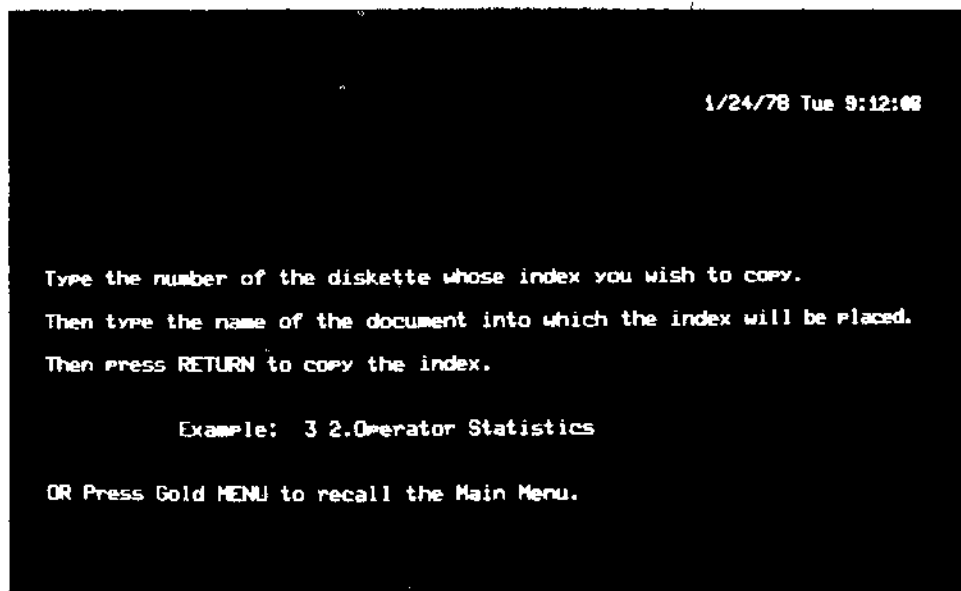 1/24/78 Tue 9:12:00
Type the number of the diskette whose index you wish to copy.
Then type the name of the document into which the index will be placed.
Then press RETURN to copy the index.
Example: 3 2.Operator Statistics
OR Press Gold MENU to recall the Main Menu.